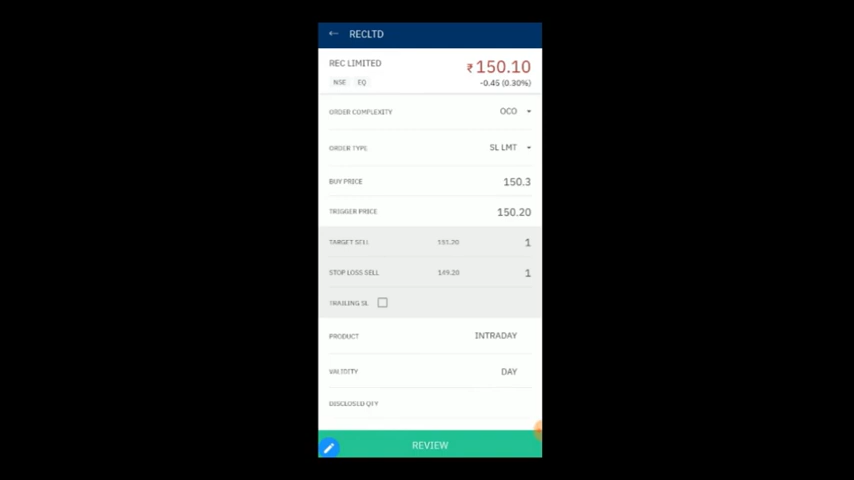 ← RECLTD
REC LIMITED ₹150.10
NSE EQ -0.45 (0.30%)
ORDER COMPLEXITY OCO
ORDER TYPE SL LMT
BUY PRICE 150.3
TRIGGER PRICE 150.20
TARGET SELL 1
STOP LOSS SELL 149.20 1
TRAILING SL
PRODUCT INTRADAY
VALIDITY DAY
DISCLOSED QTY
REVIEW